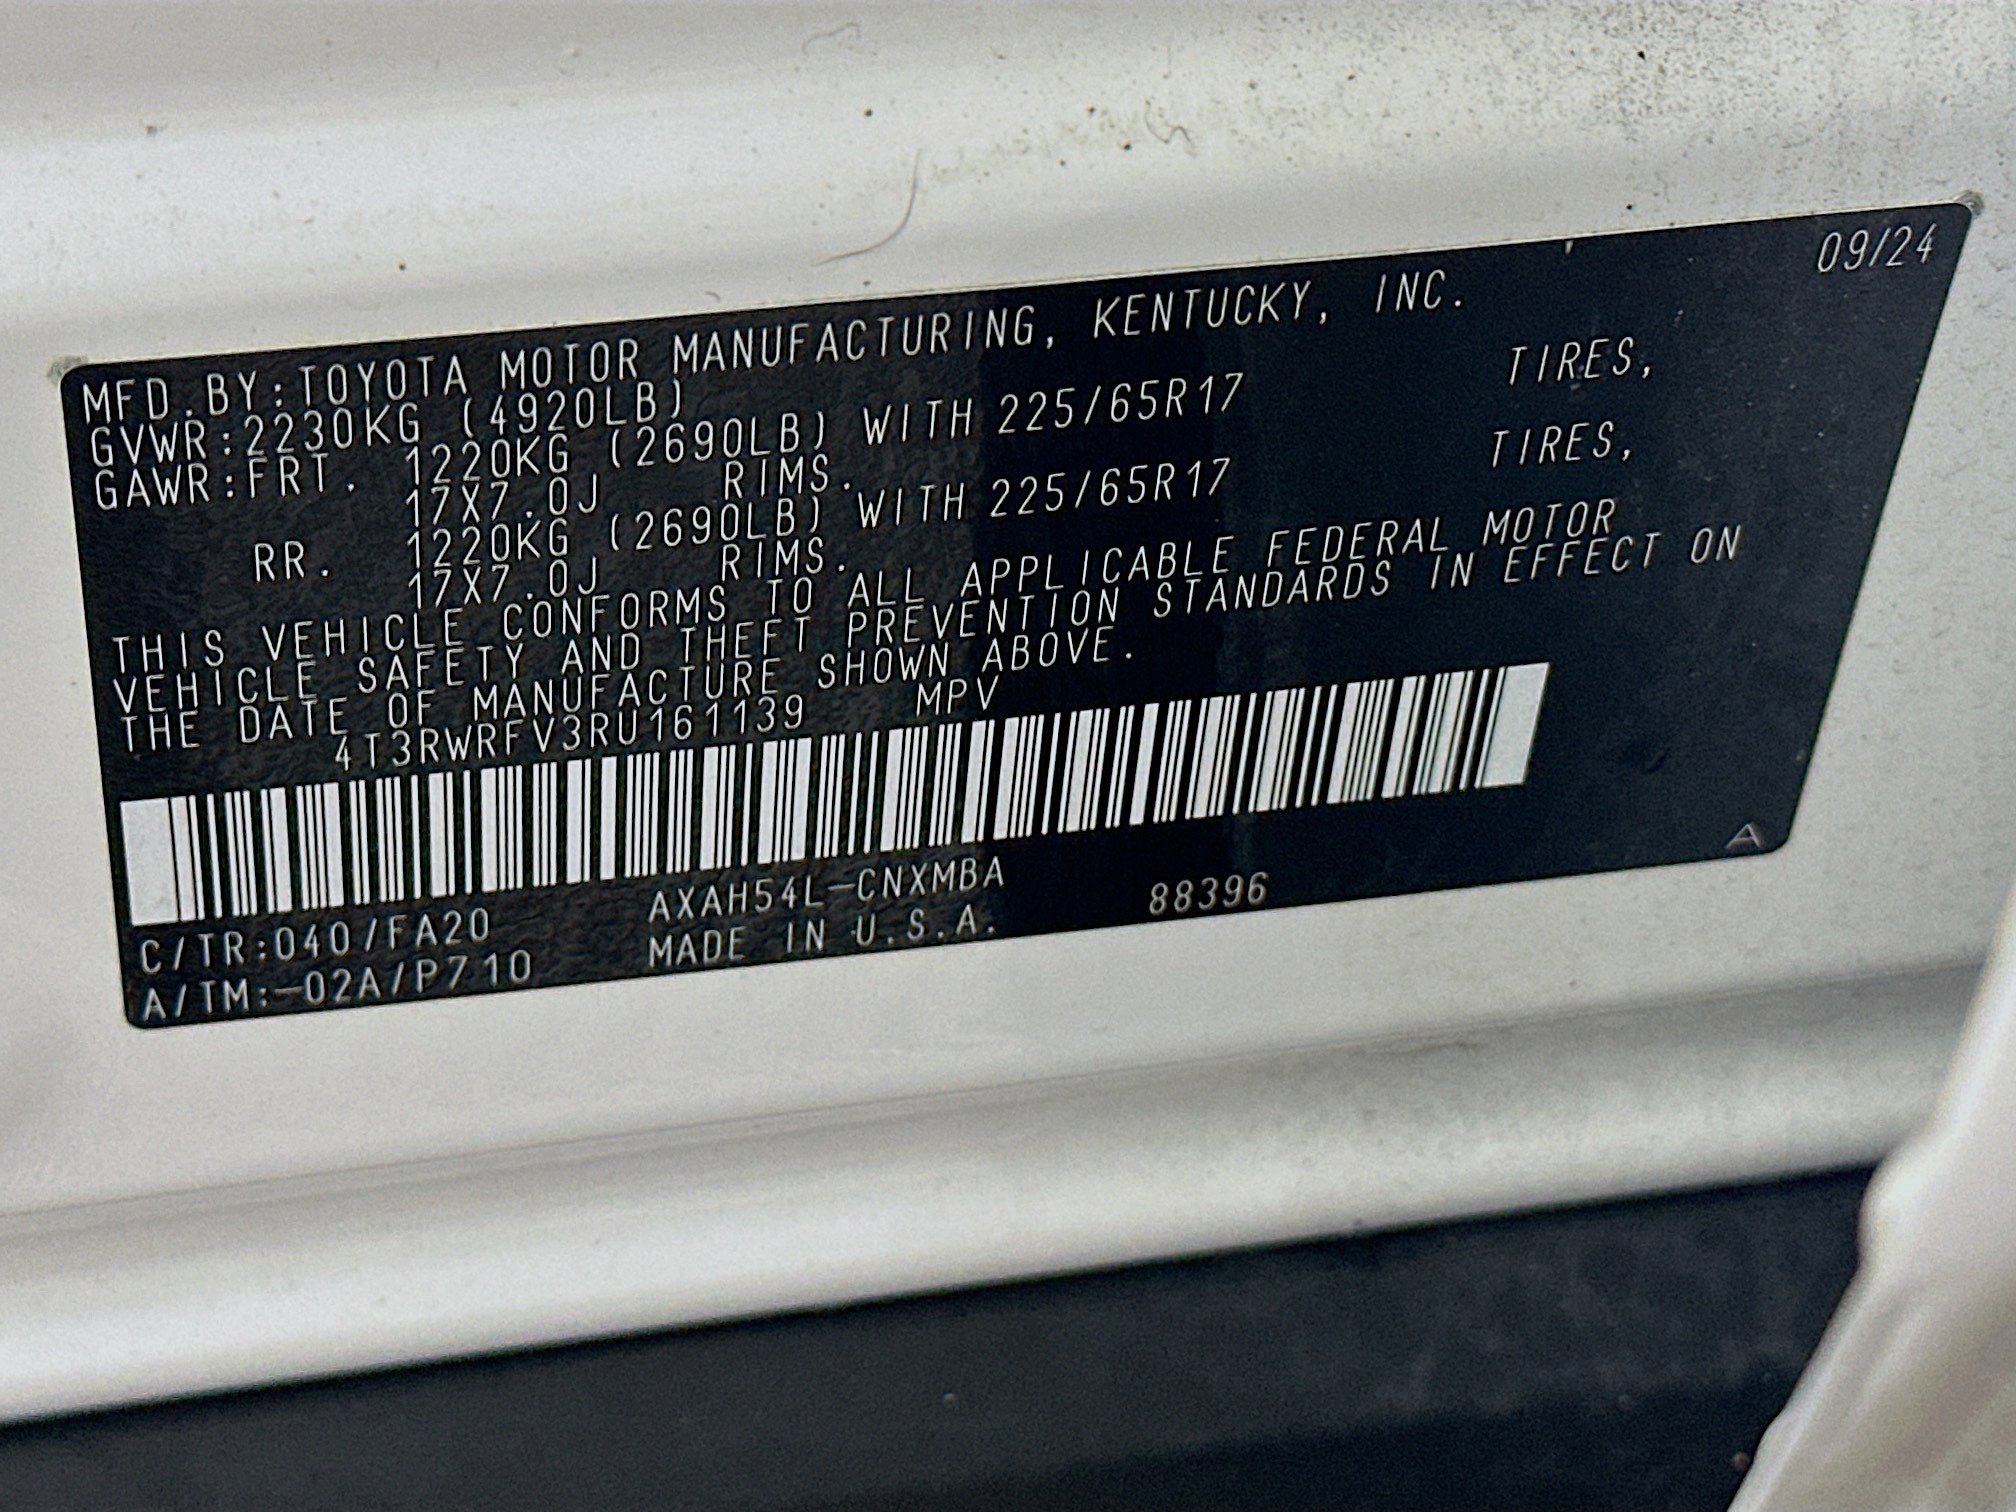 09/24
MFD.BY:TOYOTA MOTOR MANUFACTURING, KENTUCKY, INC.
GVWR:2230KG (4920LB)
GAWR:FRT. 1220KG (2690LB) WITH 225/65R17 TIRES,
17X7.0J RIMS.
RR. 1220KG (2690LB) WITH 225/65R17 TIRES,
17X7.0J RIMS.
THIS VEHICLE CONFORMS TO ALL APPLICABLE FEDERAL MOTOR
VEHICLE SAFETY AND THEFT PREVENTION STANDARDS IN EFFECT ON
THE DATE OF MANUFACTURE SHOWN ABOVE.
4T3RWRFV3RU161139 MPV
C/TR:040/FA20 AXAH54L-CNXMBA 88396
A/TM:-02A/P710 MADE IN U.S.A.
A